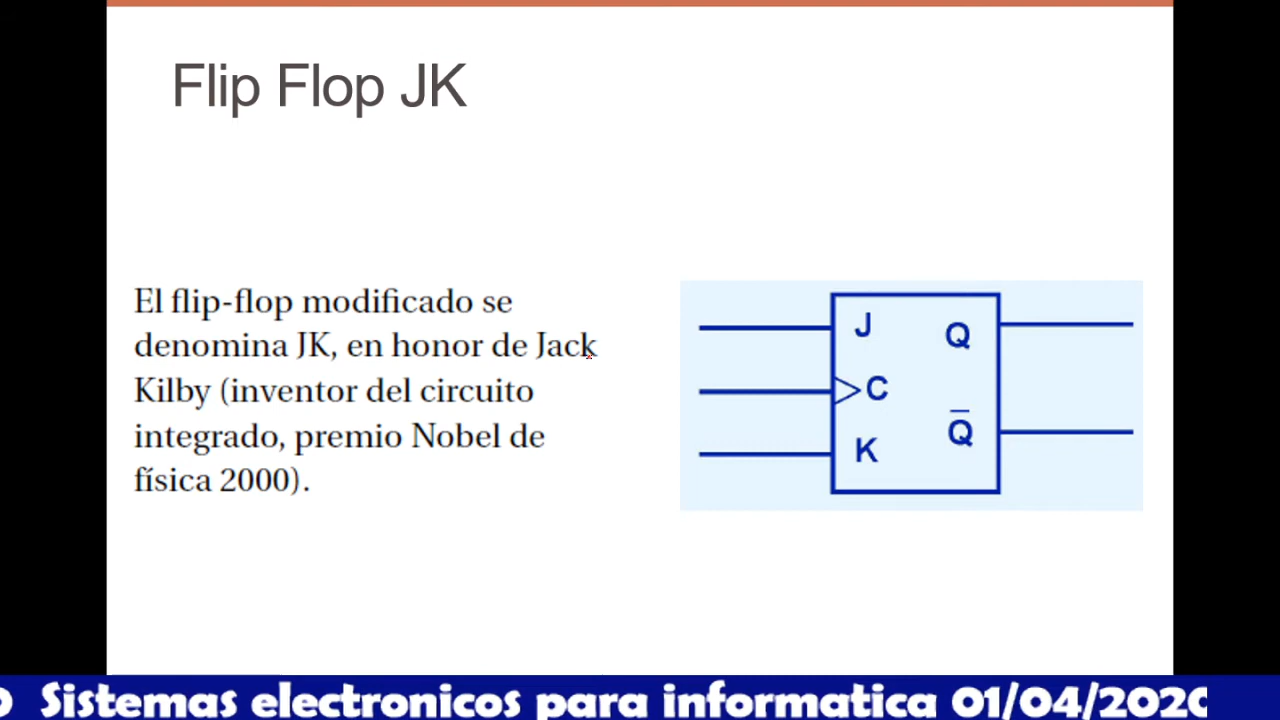 Flip Flop JK
El flip-flop modificado se
denomina JK, en honor de Jack
Kilby (inventor del circuito
integrado, premio Nobel de
física 2000).
J Q
C
Q̅
K
Sistemas electronicos para informatica 01/04/2020